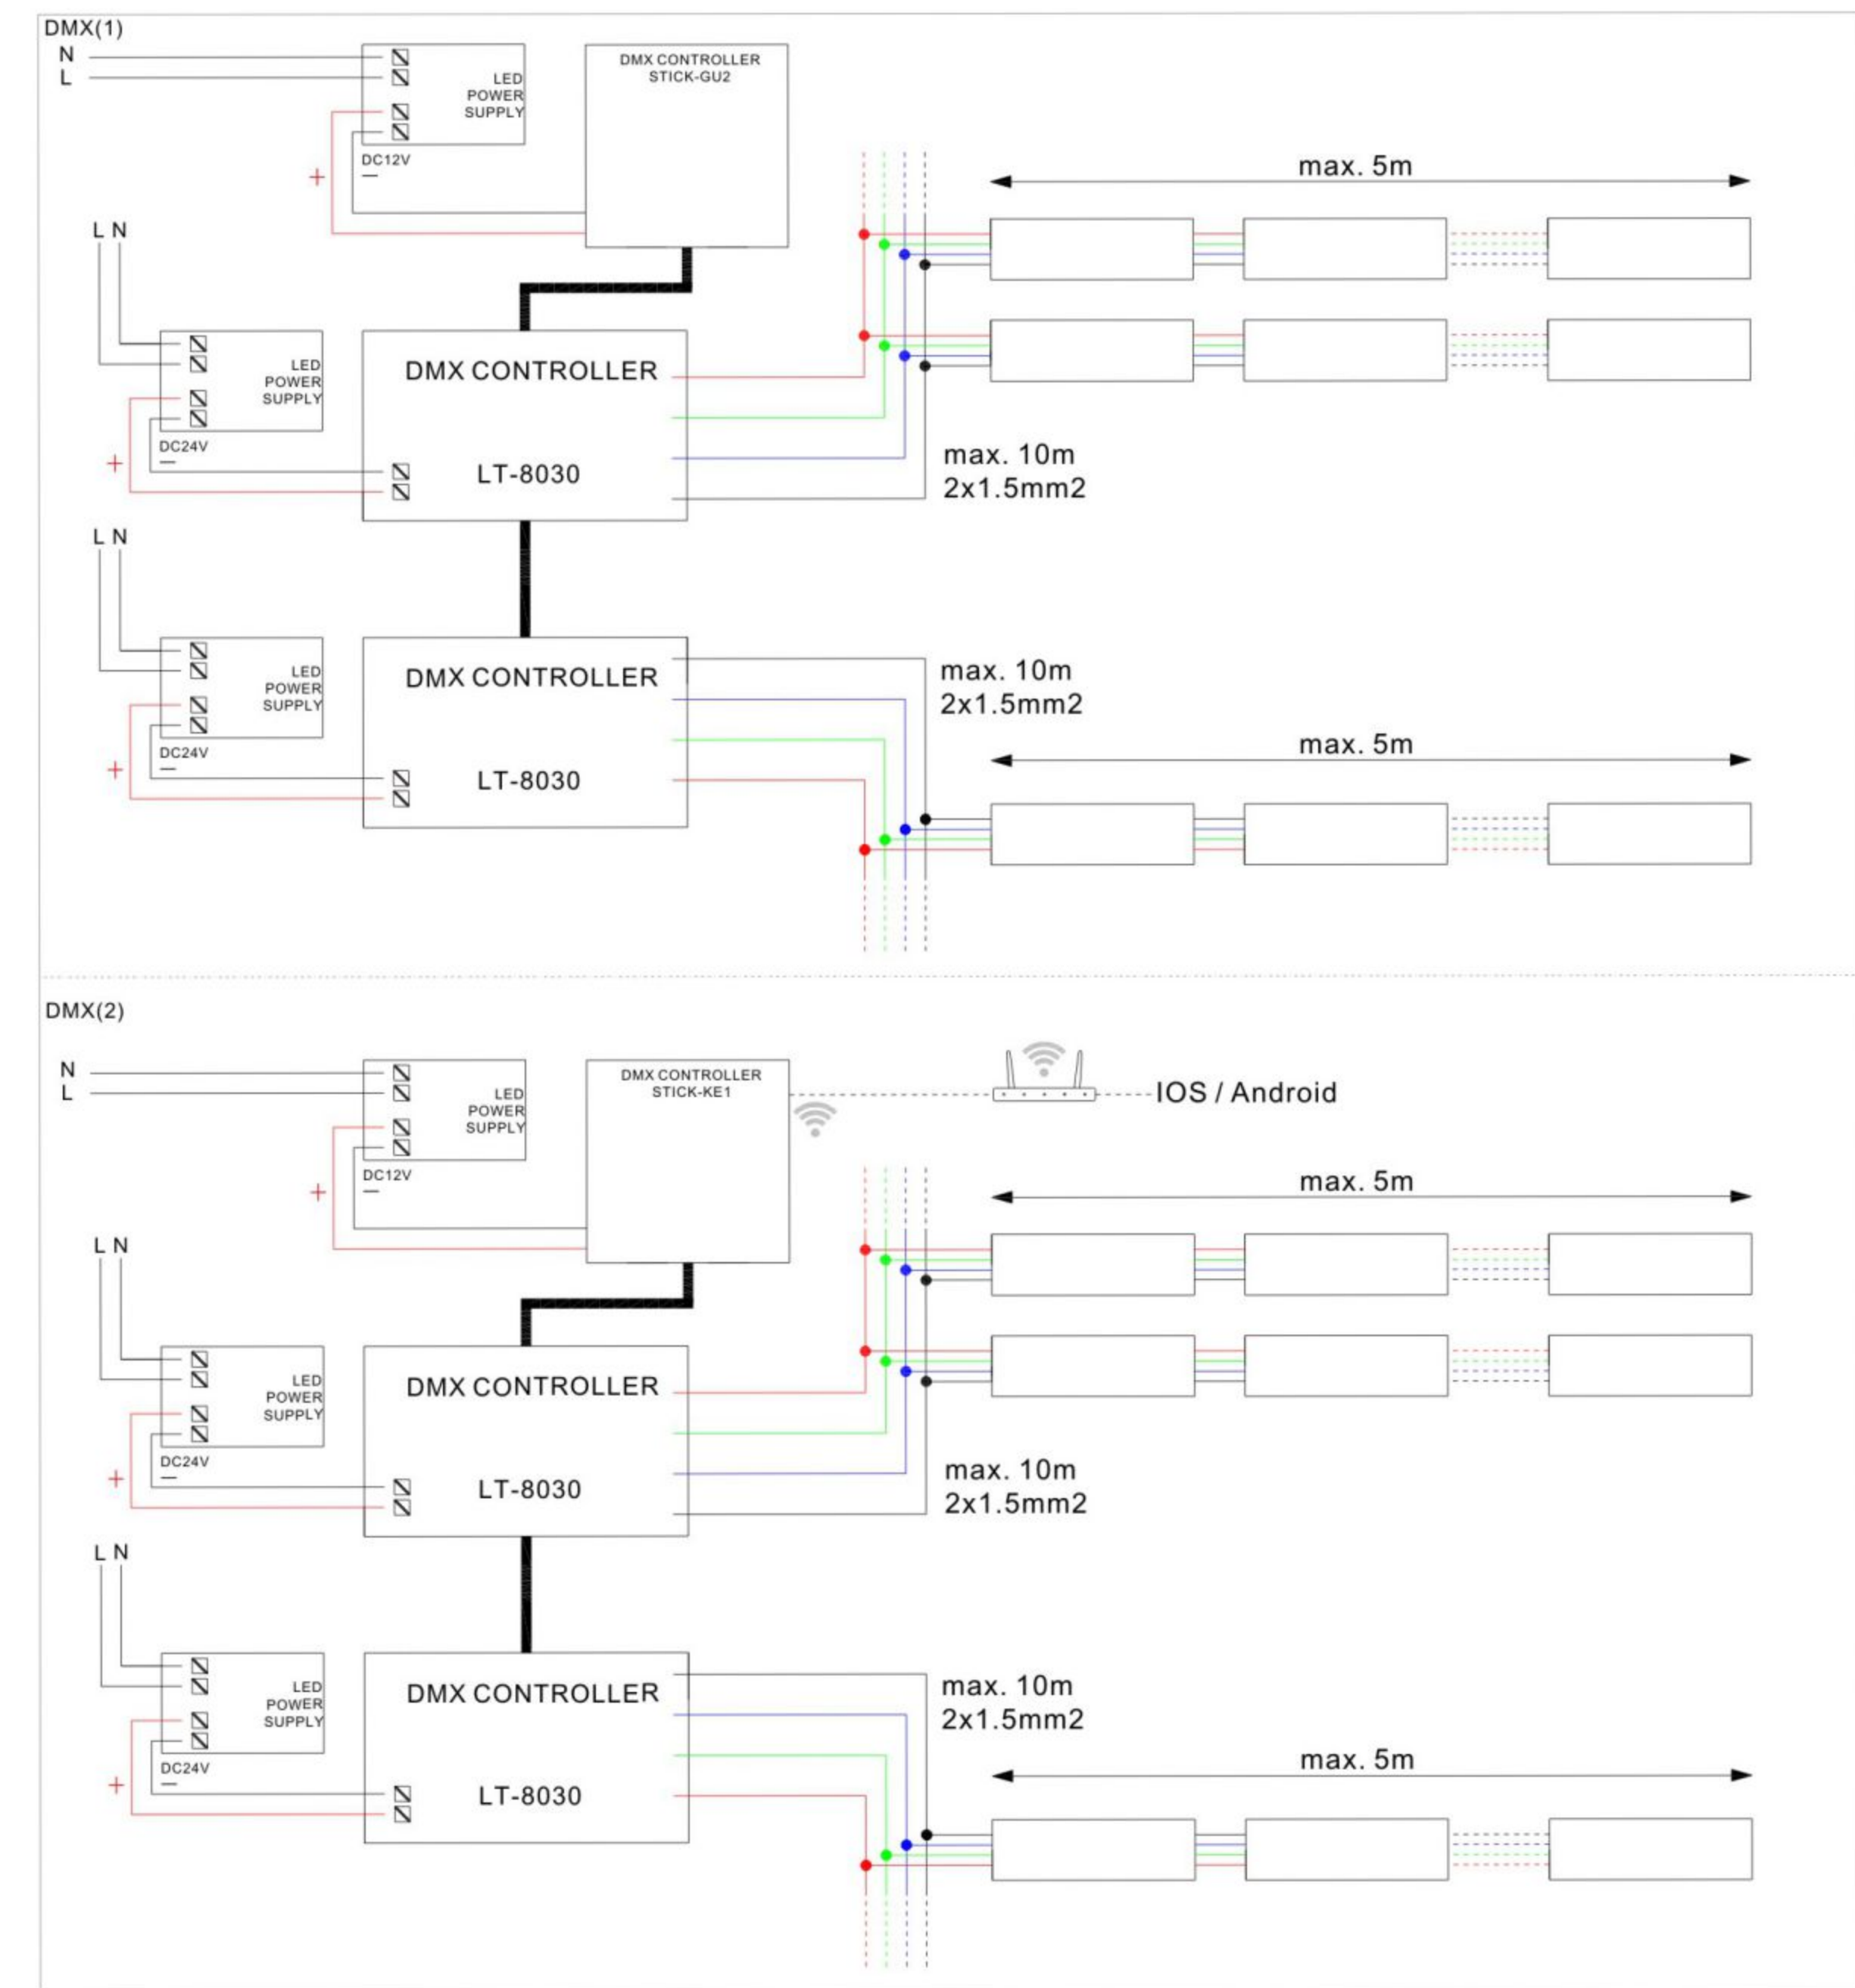 DMX(1)
N
L
LED
POWER
SUPPLY
DC12V
+
—
DMX CONTROLLER
STICK-GU2
max. 5m
L N
LED
POWER
SUPPLY
DC24V
+
—
DMX CONTROLLER
LT-8030
max. 10m
2x1.5mm2
L N
LED
POWER
SUPPLY
DC24V
+
—
DMX CONTROLLER
LT-8030
max. 10m
2x1.5mm2
max. 5m
DMX(2)
N
L
LED
POWER
SUPPLY
DC12V
+
—
DMX CONTROLLER
STICK-KE1
IOS / Android
max. 5m
L N
LED
POWER
SUPPLY
DC24V
+
—
DMX CONTROLLER
LT-8030
max. 10m
2x1.5mm2
L N
LED
POWER
SUPPLY
DC24V
+
—
DMX CONTROLLER
LT-8030
max. 10m
2x1.5mm2
max. 5m